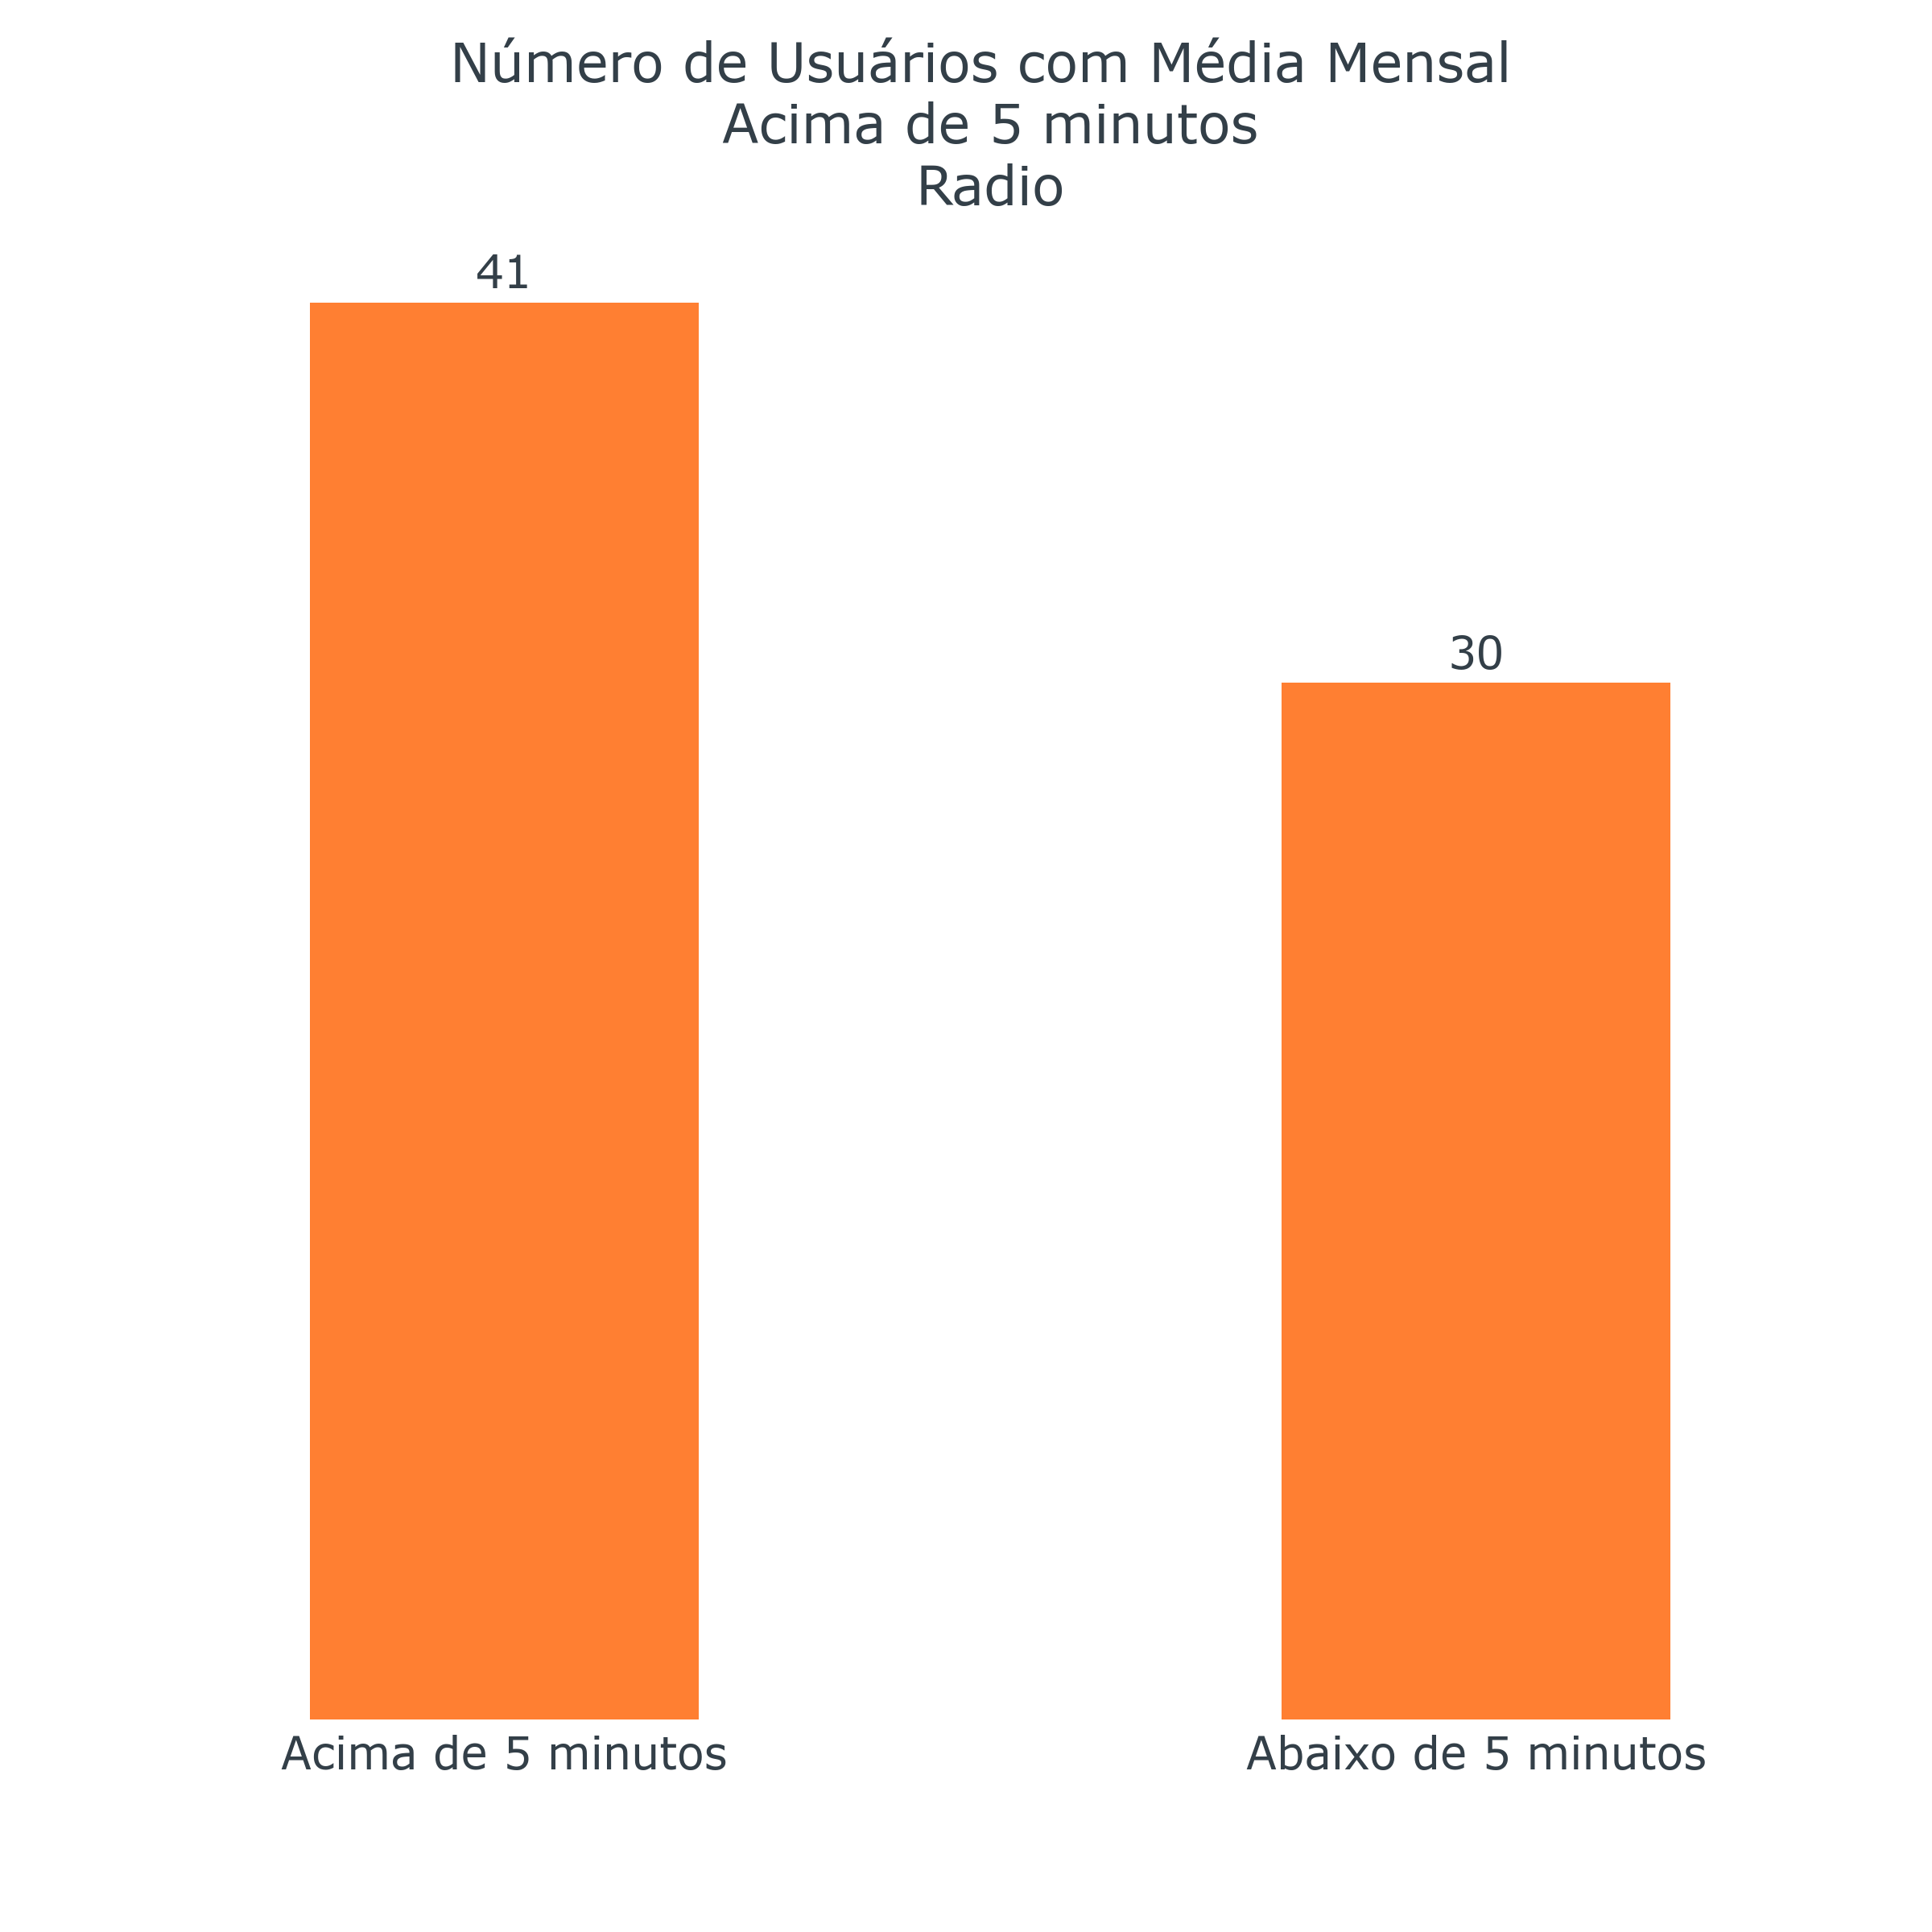 Número de Usuários com Média Mensal
Acima de 5 minutos
Radio
41
30
Acima de 5 minutos
Abaixo de 5 minutos